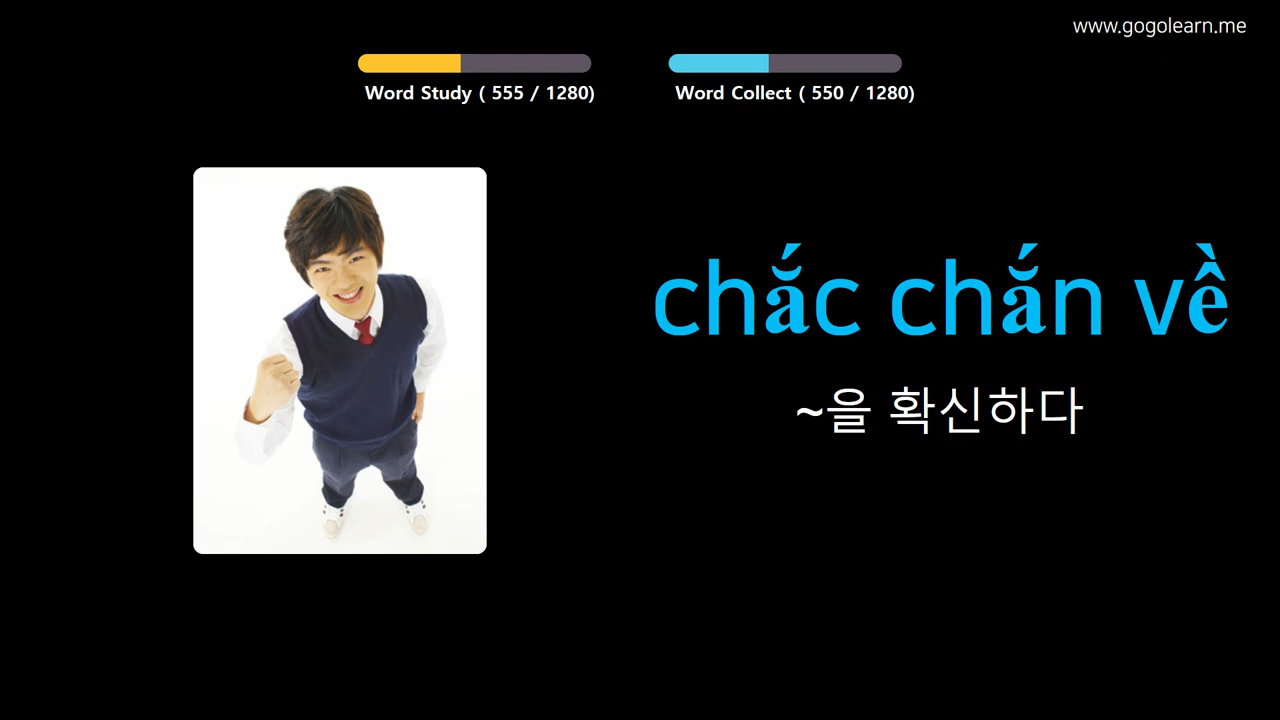 www.gogolearn.me
Word Study ( 555 / 1280)
Word Collect ( 550 / 1280)
chắc chắn về
~을 확신하다